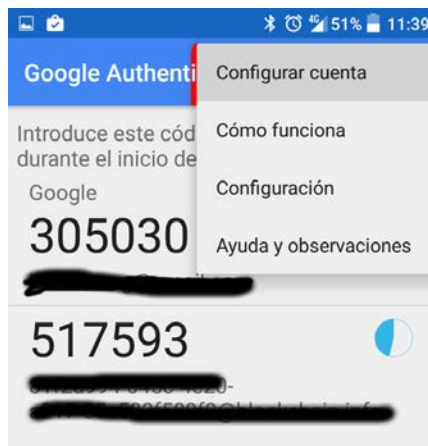 4G 51% 11:39
Google Authenti
Configurar cuenta
Cómo funciona
Configuración
Ayuda y observaciones
Introduce este cód
durante el inicio de
Google
305030
517593